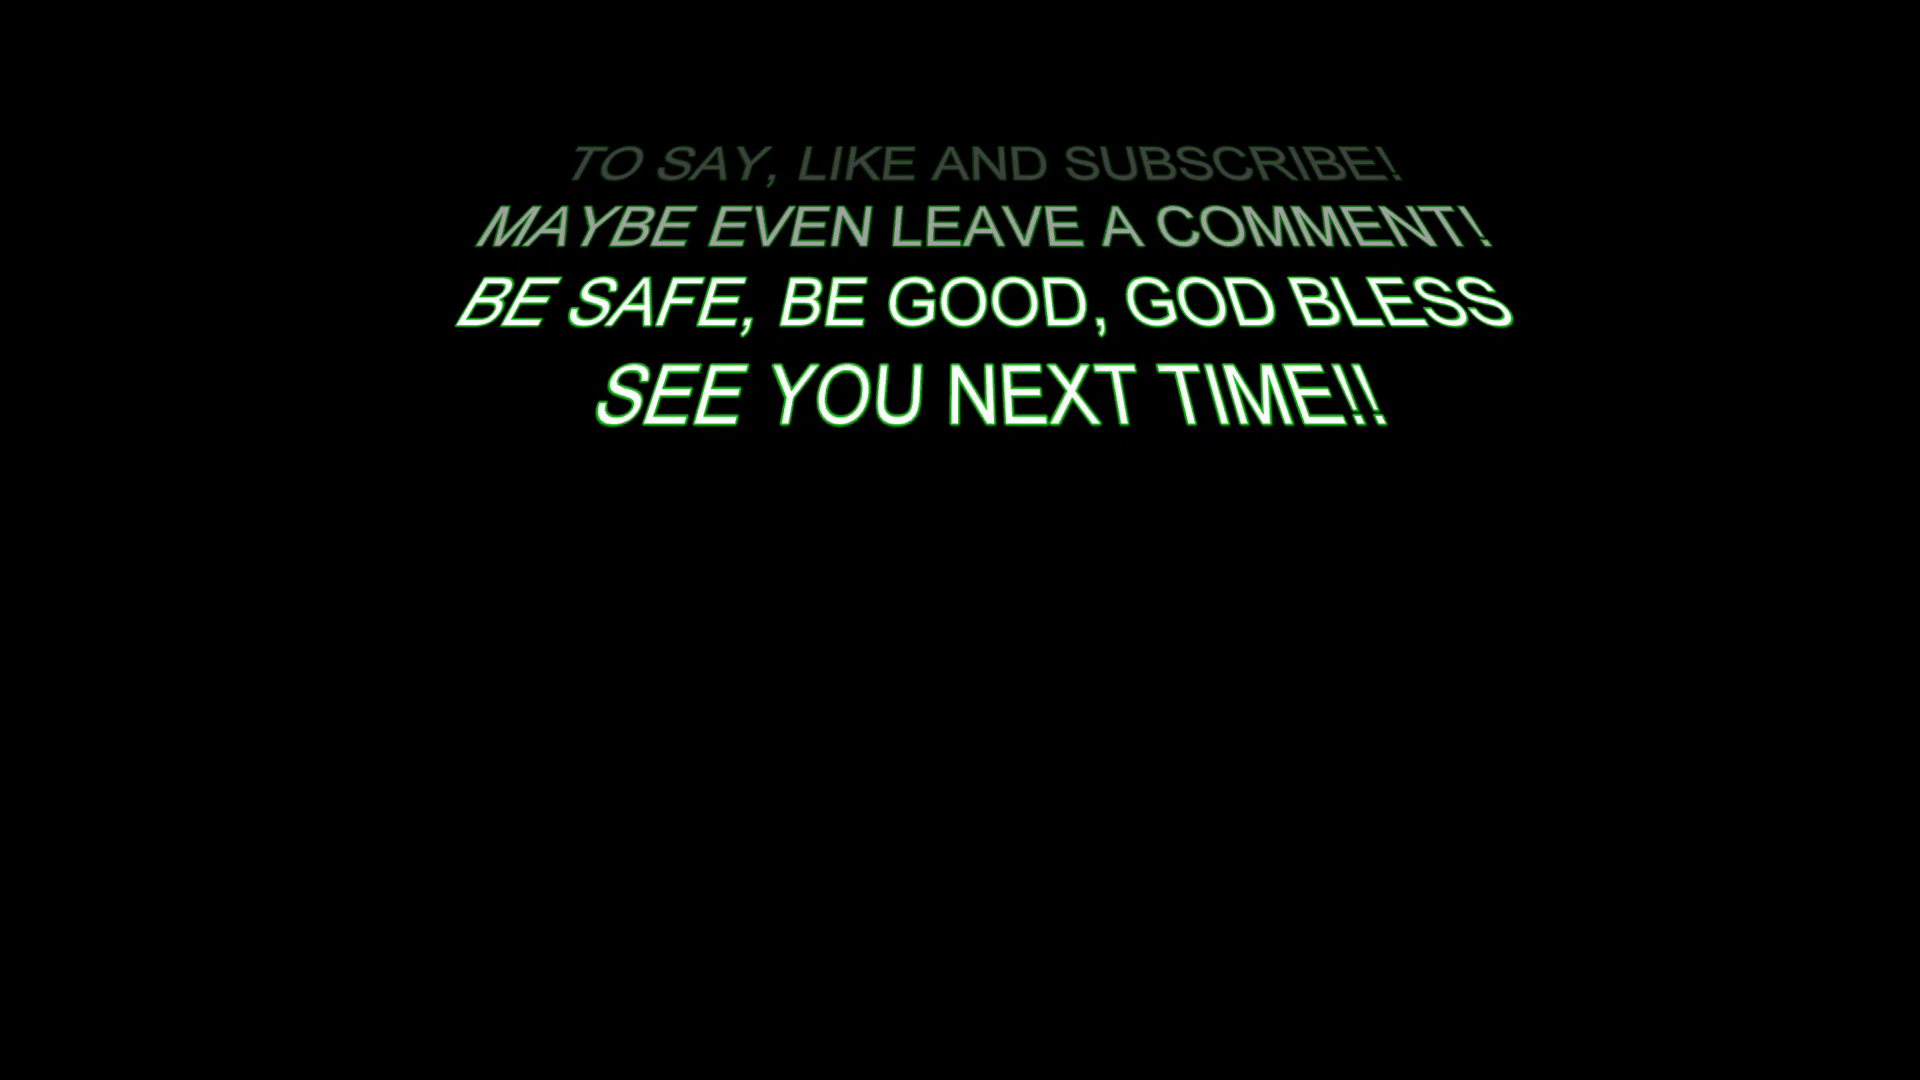 TO SAY, LIKE AND SUBSCRIBE!
MAYBE EVEN LEAVE A COMMENT!
BE SAFE, BE GOOD, GOD BLESS
SEE YOU NEXT TIME!!